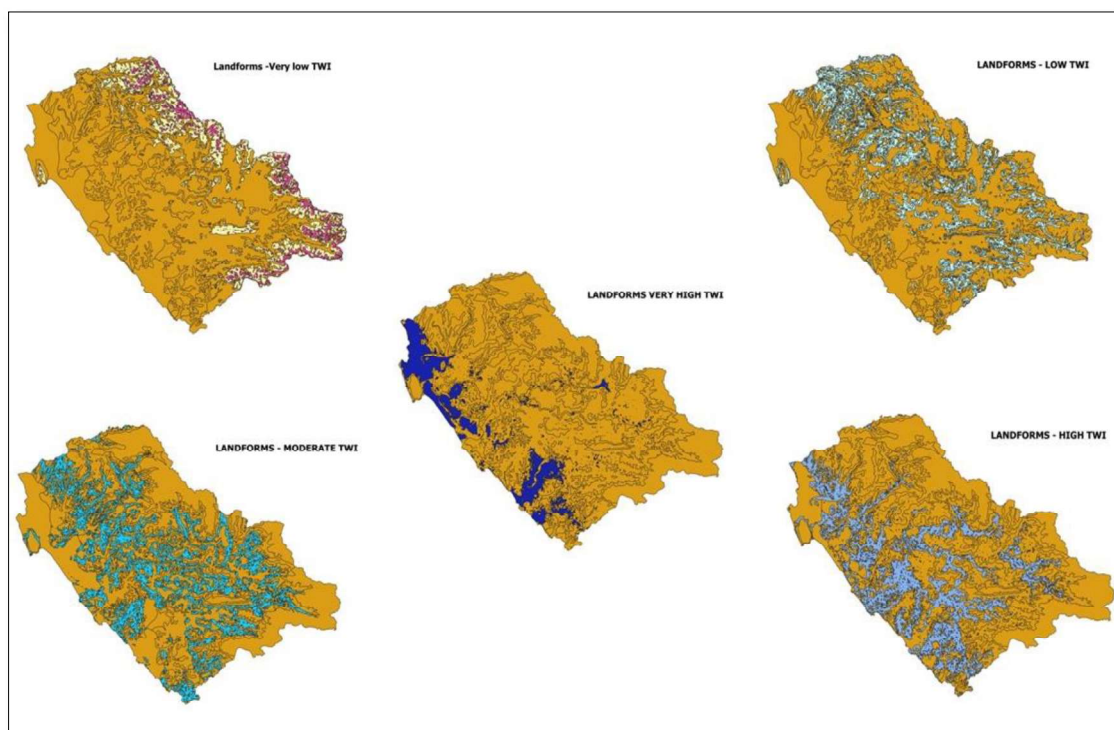 Landforms -Very low TWI
LANDFORMS - LOW TWI
LANDFORMS VERY HIGH TWI
LANDFORMS - MODERATE TWI
LANDFORMS - HIGH TWI